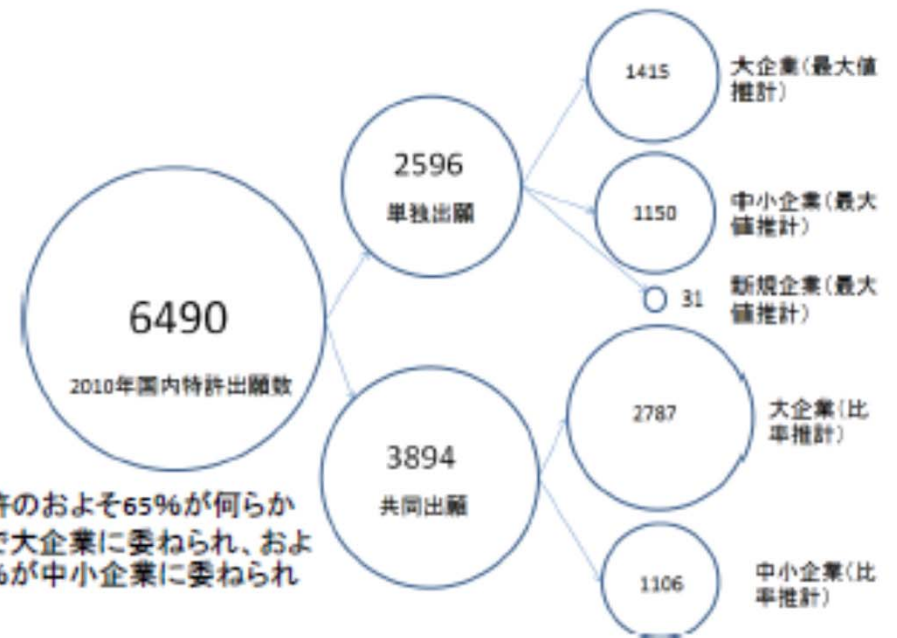 6490
2010年国内特許出願数
2596
単独出願
3894
共同出願
1415
大企業（最大値
推計）
1150
中小企業（最大
値推計）
31
新規企業（最大
値推計）
2787
大企業（比
率推計）
1106
中小企業（比
率推計）
許のおよそ65%が何らか
で大企業に委ねられ、およ
%が中小企業に委ねられ